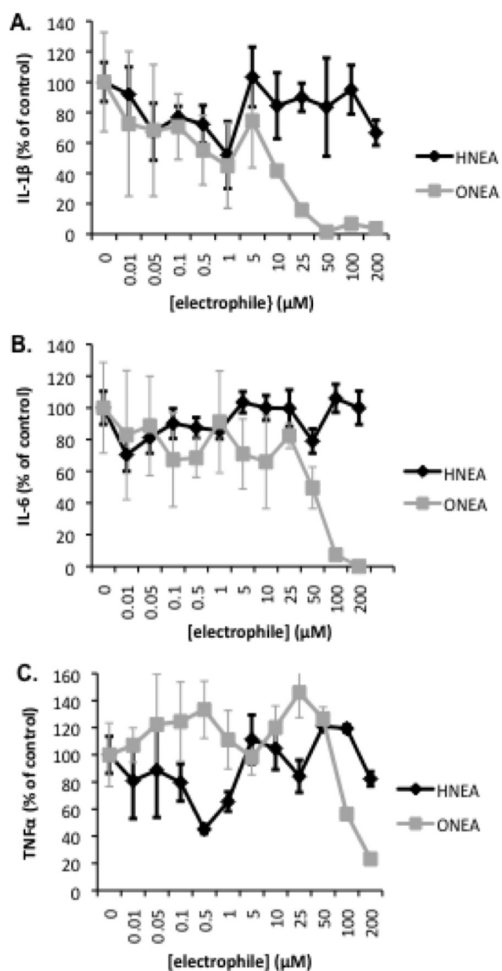 A.
IL-1β (% of control)
140
120
100
80
60
40
20
0
0 0.01 0.05 0.1 0.5 1 5 10 25 50 100 200
[electrophile} (μM)
HNEA
ONEA
B.
IL-6 (% of control)
140
120
100
80
60
40
20
0
0 0.01 0.05 0.1 0.5 1 5 10 25 50 100 200
[electrophile] (μM)
HNEA
ONEA
C.
TNFα (% of control)
160
140
120
100
80
60
40
20
0
0 0.01 0.05 0.1 0.5 1 5 10 25 50 100 200
[electrophile] (μM)
HNEA
ONEA